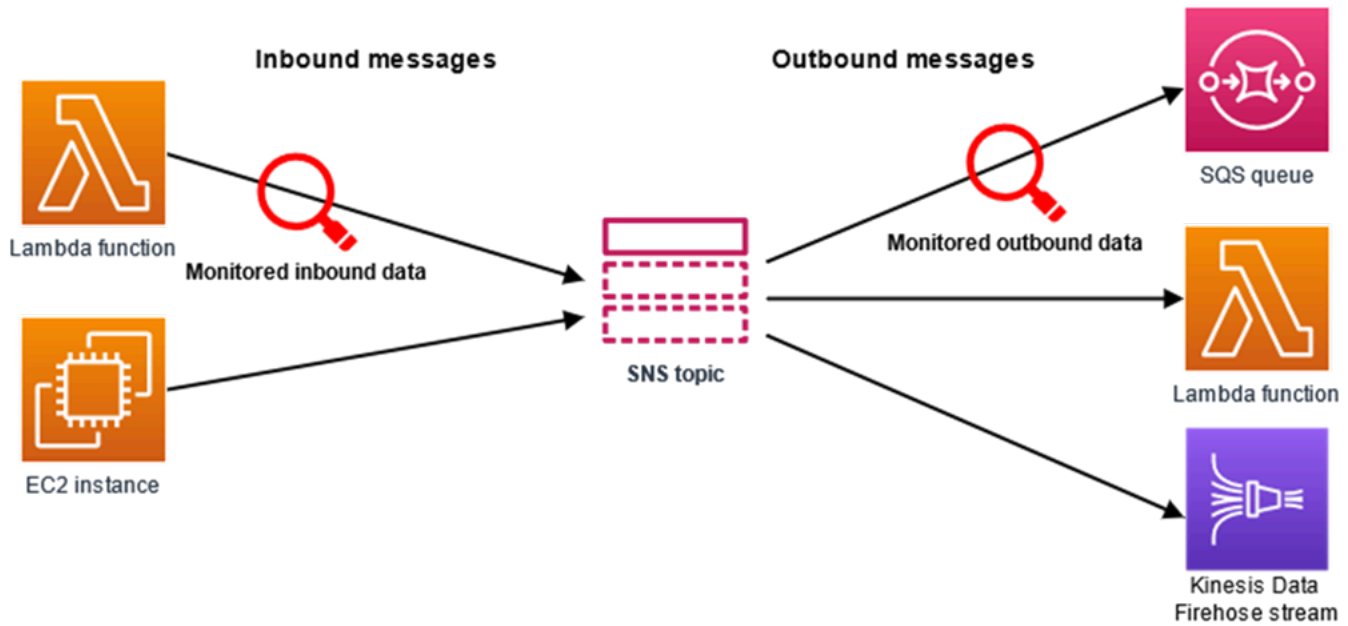 Inbound messages
Outbound messages
Lambda function
Monitored inbound data
EC2 instance
SNS topic
SQS queue
Monitored outbound data
Lambda function
Kinesis Data
Firehose stream